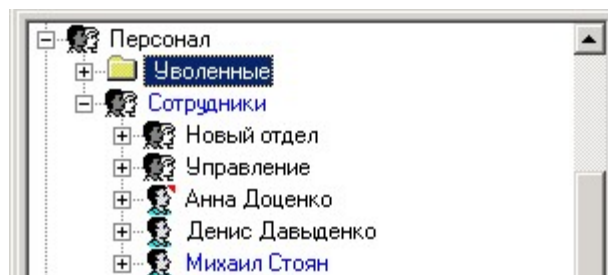 Персонал
Уволенные
Сотрудники
Новый отдел
Управление
Анна Доценко
Денис Давыденко
Михаил Стоян